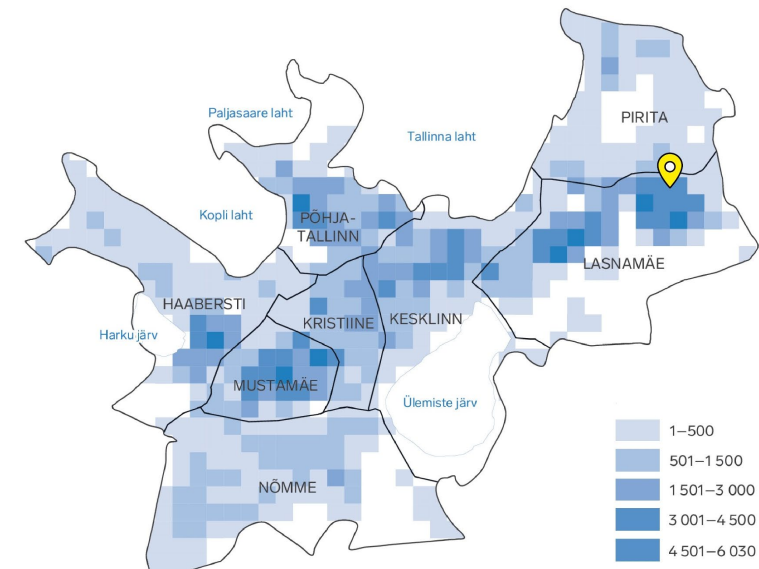 Paljasaare laht
Tallinna laht
PIRITA
Kopli laht
PÕHJA-
TALLINN
LASNAMÄE
HAABERSTI
KRISTIINE
KESKLINN
Harku järv
MUSTAMÄE
Ülemiste järv
NÕMME
1–500
501–1 500
1 501–3 000
3 001–4 500
4 501–6 030